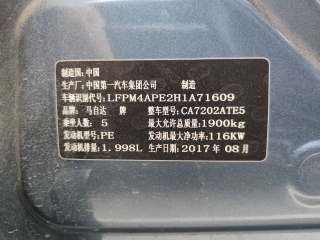 制造国：中国
生产厂：中国第一汽车集团公司 制造
车辆识别代号：LFPM4APE2H1A71609
品牌：马自达 牌 整车型号：CA7202ATE5
乘坐人数：5 最大允许总质量：1900kg
发动机型号：PE 发动机最大净功率：116KW
发动机排量：1.998L 生产日期：2017 年 08 月